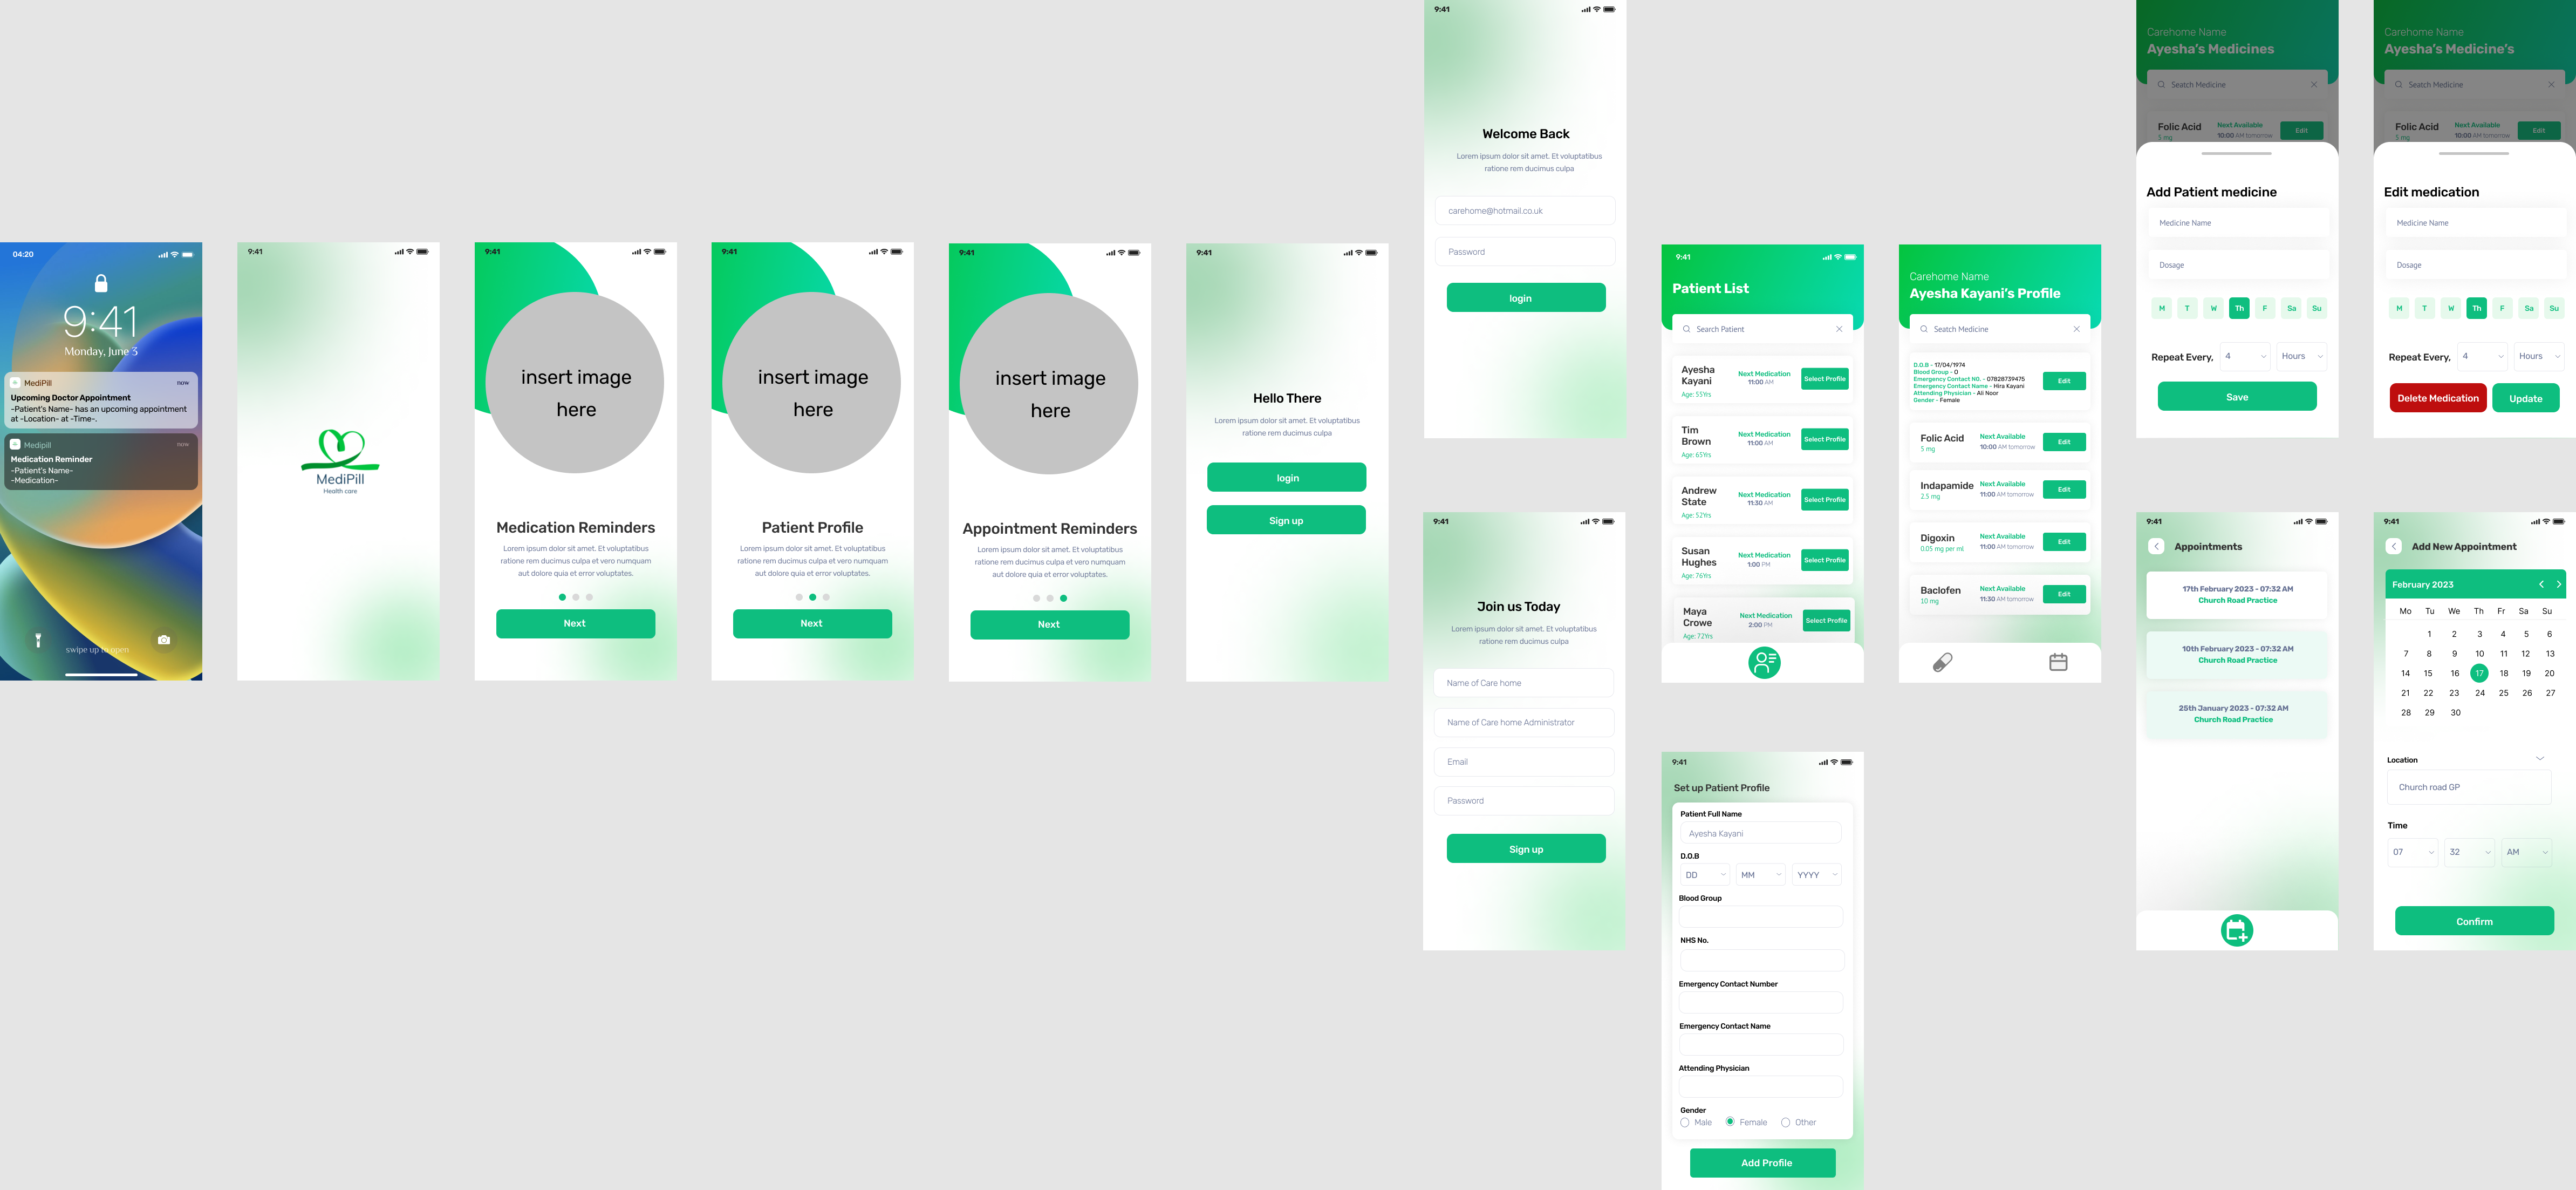 04:20
9:41
Monday, June 3
MediPill now
Upcoming Doctor Appointment
-Patient's Name- has an upcoming appointment
at -Location- at -Time-.
Medipill now
Medication Reminder
-Patient's Name-
-Medication-
swipe up to open
9:41
MediPill
Health care
9:41
insert image
here
Medication Reminders
Lorem ipsum dolor sit amet. Et voluptatibus
ratione rem ducimus culpa et vero numquam
aut dolore quia et error voluptates.
Next
9:41
insert image
here
Patient Profile
Lorem ipsum dolor sit amet. Et voluptatibus
ratione rem ducimus culpa et vero numquam
aut dolore quia et error voluptates.
Next
9:41
insert image
here
Appointment Reminders
Lorem ipsum dolor sit amet. Et voluptatibus
ratione rem ducimus culpa et vero numquam
aut dolore quia et error voluptates.
Next
9:41
Hello There
Lorem ipsum dolor sit amet. Et voluptatibus
ratione rem ducimus culpa
login
Sign up
9:41
Welcome Back
Lorem ipsum dolor sit amet. Et voluptatibus
ratione rem ducimus culpa
carehome@hotmail.co.uk
Password
login
9:41
Join us Today
Lorem ipsum dolor sit amet. Et voluptatibus
ratione rem ducimus culpa
Name of Care home
Name of Care home Administrator
Email
Password
Sign up
9:41
Patient List
Search Patient
Ayesha
Kayani
Age: 55Yrs
Next Medication
11:00 AM
Select Profile
Tim
Brown
Age: 65Yrs
Next Medication
11:00 AM
Select Profile
Andrew
State
Age: 52Yrs
Next Medication
11:30 AM
Select Profile
Susan
Hughes
Age: 76Yrs
Next Medication
1:00 PM
Select Profile
Maya
Crowe
Age: 72Yrs
Next Medication
2:00 PM
Select Profile
9:41
Set up Patient Profile
Patient Full Name
Ayesha Kayani
D.O.B
DD MM YYYY
Blood Group
NHS No.
Emergency Contact Number
Emergency Contact Name
Attending Physician
Gender
Male Female Other
Add Profile
Carehome Name
Ayesha Kayani's Profile
Seatch Medicine
D.O.B - 17/04/1974
Blood Group - O
Emergency Contact NO. - 07828739475
Emergency Contact Name - Hira Kayani
Attending Physician - Ali Noor
Gender - Female
Edit
Folic Acid
5 mg
Next Available
10:00 AM tomorrow
Edit
Indapamide
2.5 mg
Next Available
11:00 AM tomorrow
Edit
Digoxin
0.05 mg per ml
Next Available
11:00 AM tomorrow
Edit
Baclofen
10 mg
Next Available
11:30 AM tomorrow
Edit
Carehome Name
Ayesha's Medicines
Seatch Medicine
Folic Acid
5 mg
Next Available
10:00 AM tomorrow
Edit
Add Patient medicine
Medicine Name
Dosage
M T W Th F Sa Su
Repeat Every, 4 Hours
Save
Carehome Name
Ayesha's Medicine's
Seatch Medicine
Folic Acid
5 mg
Next Available
10:00 AM tomorrow
Edit
Edit medication
Medicine Name
Dosage
M T W Th F Sa Su
Repeat Every, 4 Hours
Delete Medication Update
9:41
Appointments
17th February 2023 - 07:32 AM
Church Road Practice
10th February 2023 - 07:32 AM
Church Road Practice
25th January 2023 - 07:32 AM
Church Road Practice
9:41
Add New Appointment
February 2023
Mo Tu We Th Fr Sa Su
1 2 3 4 5 6
7 8 9 10 11 12 13
14 15 16 17 18 19 20
21 22 23 24 25 26 27
28 29 30
Location
Church road GP
Time
07 32 AM
Confirm